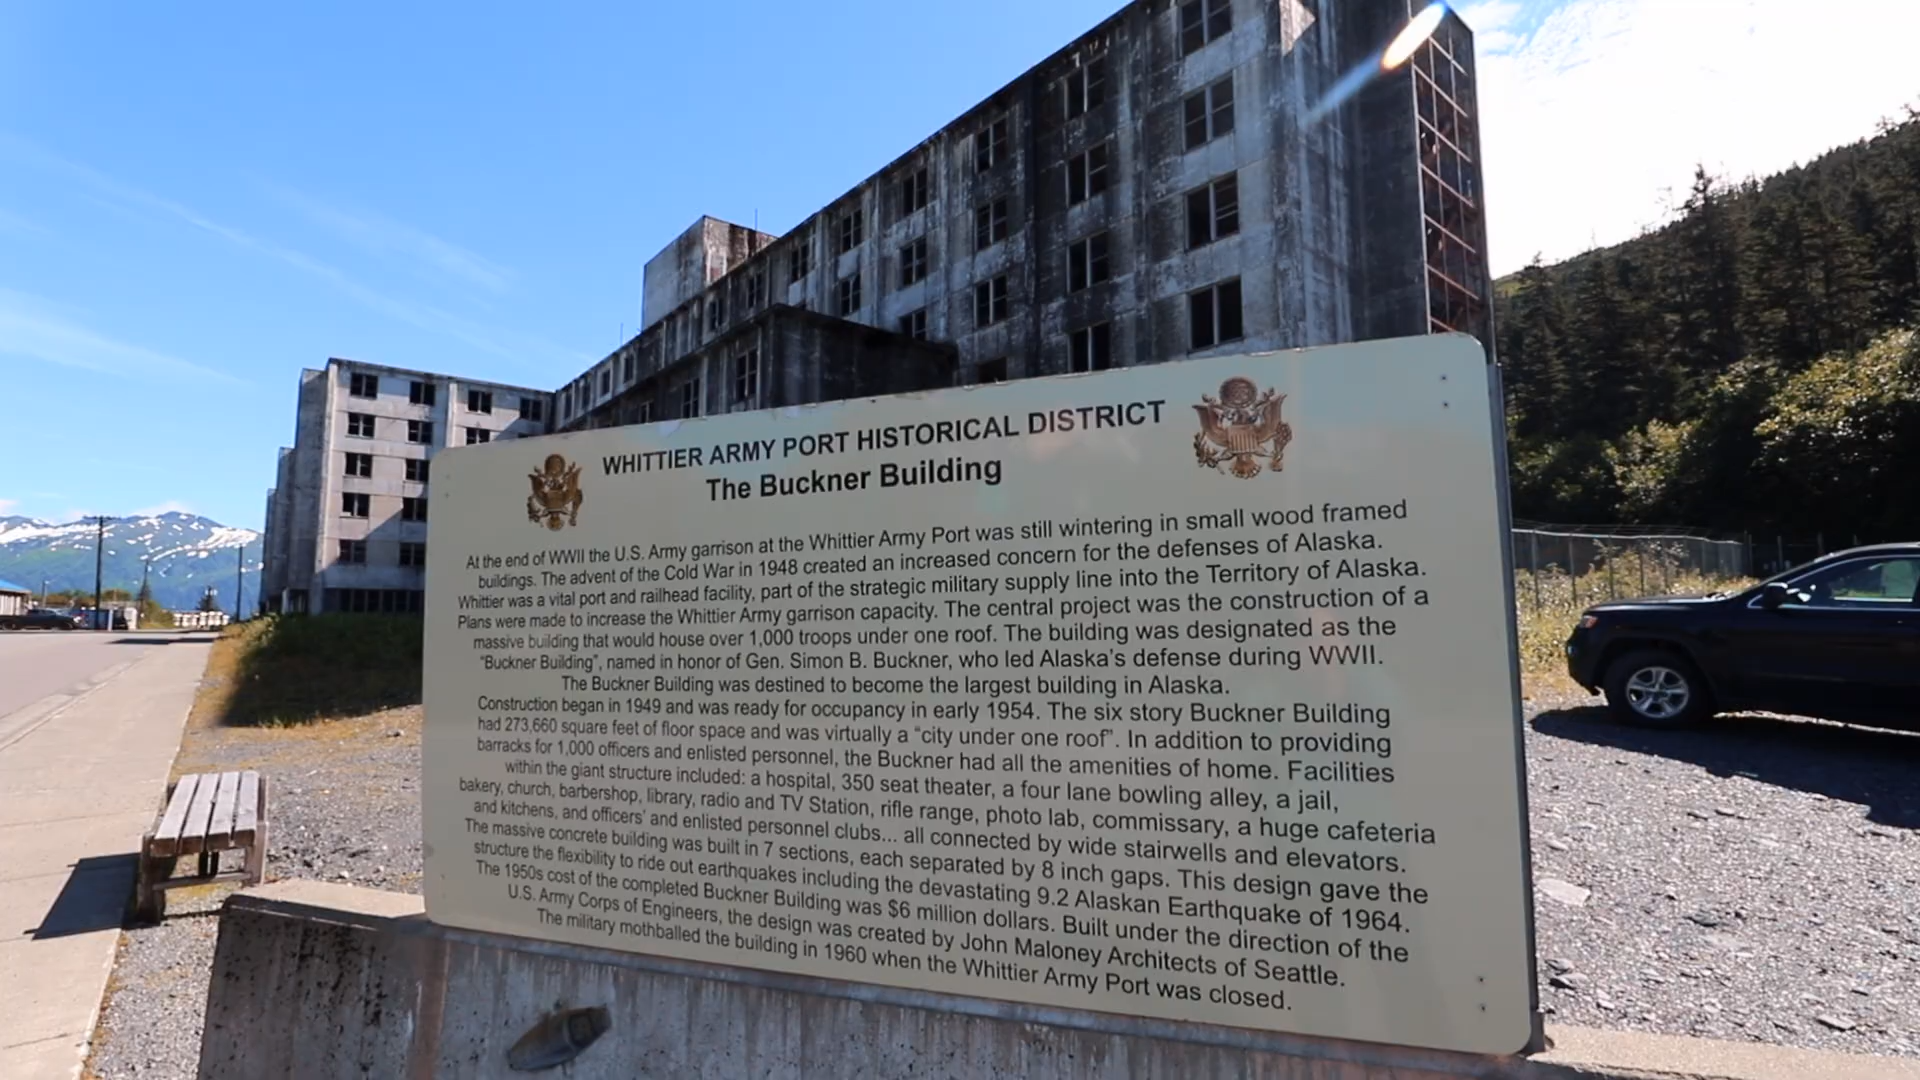 WHITTIER ARMY PORT HISTORICAL DISTRICT
The Buckner Building
At the end of WWII the U.S. Army garrison at the Whittier Army Port was still wintering in small wood framed
buildings. The advent of the Cold War in 1948 created an increased concern for the defenses of Alaska.
Whittier was a vital port and railhead facility, part of the strategic military supply line into the Territory of Alaska.
Plans were made to increase the Whittier Army garrison capacity. The central project was the construction of a
massive building that would house over 1,000 troops under one roof. The building was designated as the
"Buckner Building", named in honor of Gen. Simon B. Buckner, who led Alaska's defense during WWII.
The Buckner Building was destined to become the largest building in Alaska.
Construction began in 1949 and was ready for occupancy in early 1954. The six story Buckner Building
had 273,660 square feet of floor space and was virtually a "city under one roof". In addition to providing
barracks for 1,000 officers and enlisted personnel, the Buckner had all the amenities of home. Facilities
within the giant structure included: a hospital, 350 seat theater, a four lane bowling alley, a jail,
bakery, church, barbershop, library, radio and TV Station, rifle range, photo lab, commissary, a huge cafeteria
and kitchens, and officers' and enlisted personnel clubs... all connected by wide stairwells and elevators.
The massive concrete building was built in 7 sections, each separated by 8 inch gaps. This design gave the
structure the flexibility to ride out earthquakes including the devastating 9.2 Alaskan Earthquake of 1964.
The 1950s cost of the completed Buckner Building was $6 million dollars. Built under the direction of the
U.S. Army Corps of Engineers, the design was created by John Maloney Architects of Seattle.
The military mothballed the building in 1960 when the Whittier Army Port was closed.